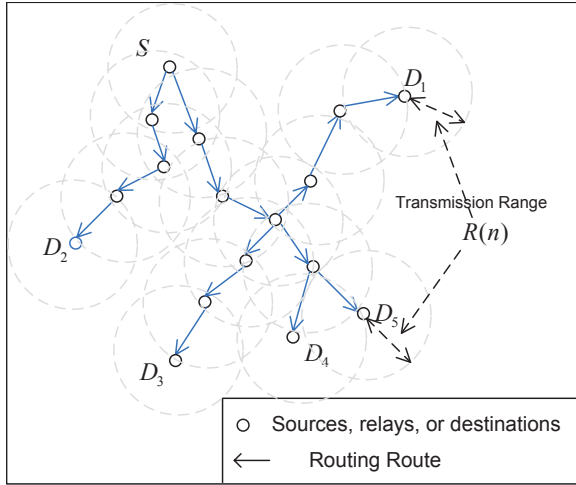 S
D1
Transmission Range
R(n)
D2
D5
D4
D3
Sources, relays, or destinations
Routing Route